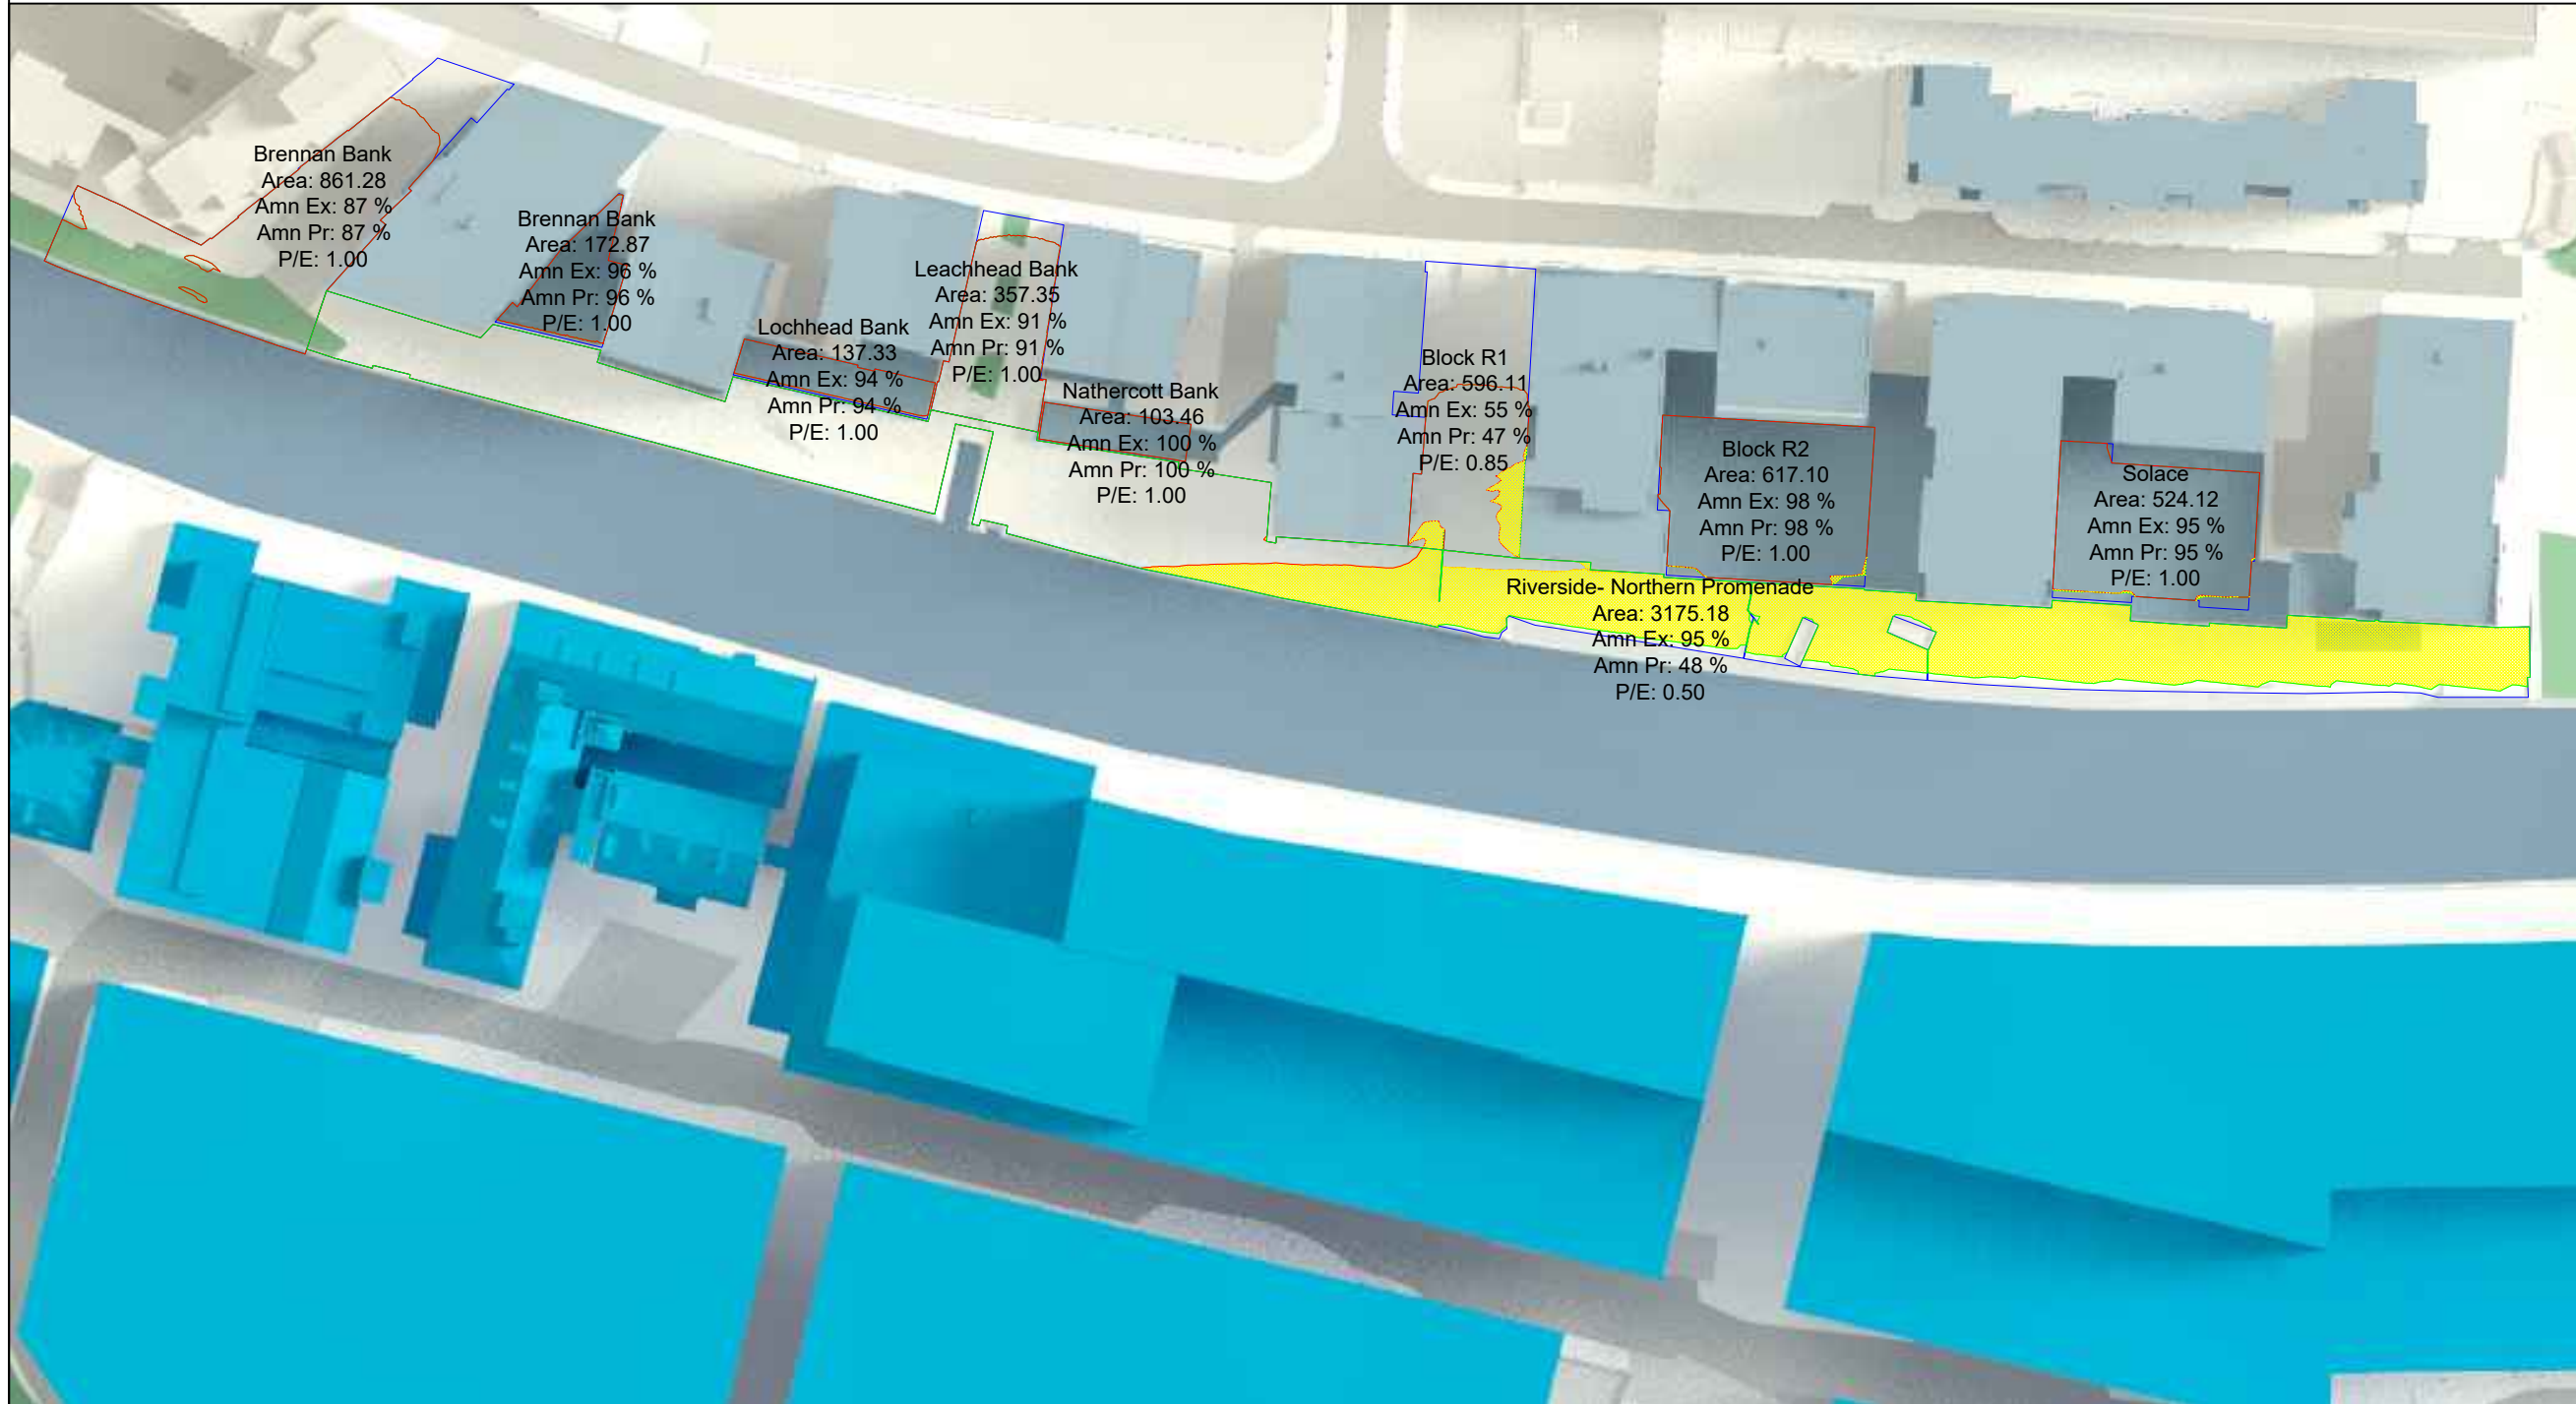 Brennan Bank
Area: 861.28
Amn Ex: 87 %
Amn Pr: 87 %
P/E: 1.00
Brennan Bank
Area: 172.87
Amn Ex: 96 %
Amn Pr: 96 %
P/E: 1.00
Lochhead Bank
Area: 137.33
Amn Ex: 94 %
Amn Pr: 94 %
P/E: 1.00
Leachhead Bank
Area: 357.35
Amn Ex: 91 %
Amn Pr: 91 %
P/E: 1.00
Nathercott Bank
Area: 103.46
Amn Ex: 100 %
Amn Pr: 100 %
P/E: 1.00
Block R1
Area: 596.11
Amn Ex: 55 %
Amn Pr: 47 %
P/E: 0.85
Block R2
Area: 617.10
Amn Ex: 98 %
Amn Pr: 98 %
P/E: 1.00
Solace
Area: 524.12
Amn Ex: 95 %
Amn Pr: 95 %
P/E: 1.00
Riverside- Northern Promenade
Area: 3175.18
Amn Ex: 95 %
Amn Pr: 48 %
P/E: 0.50